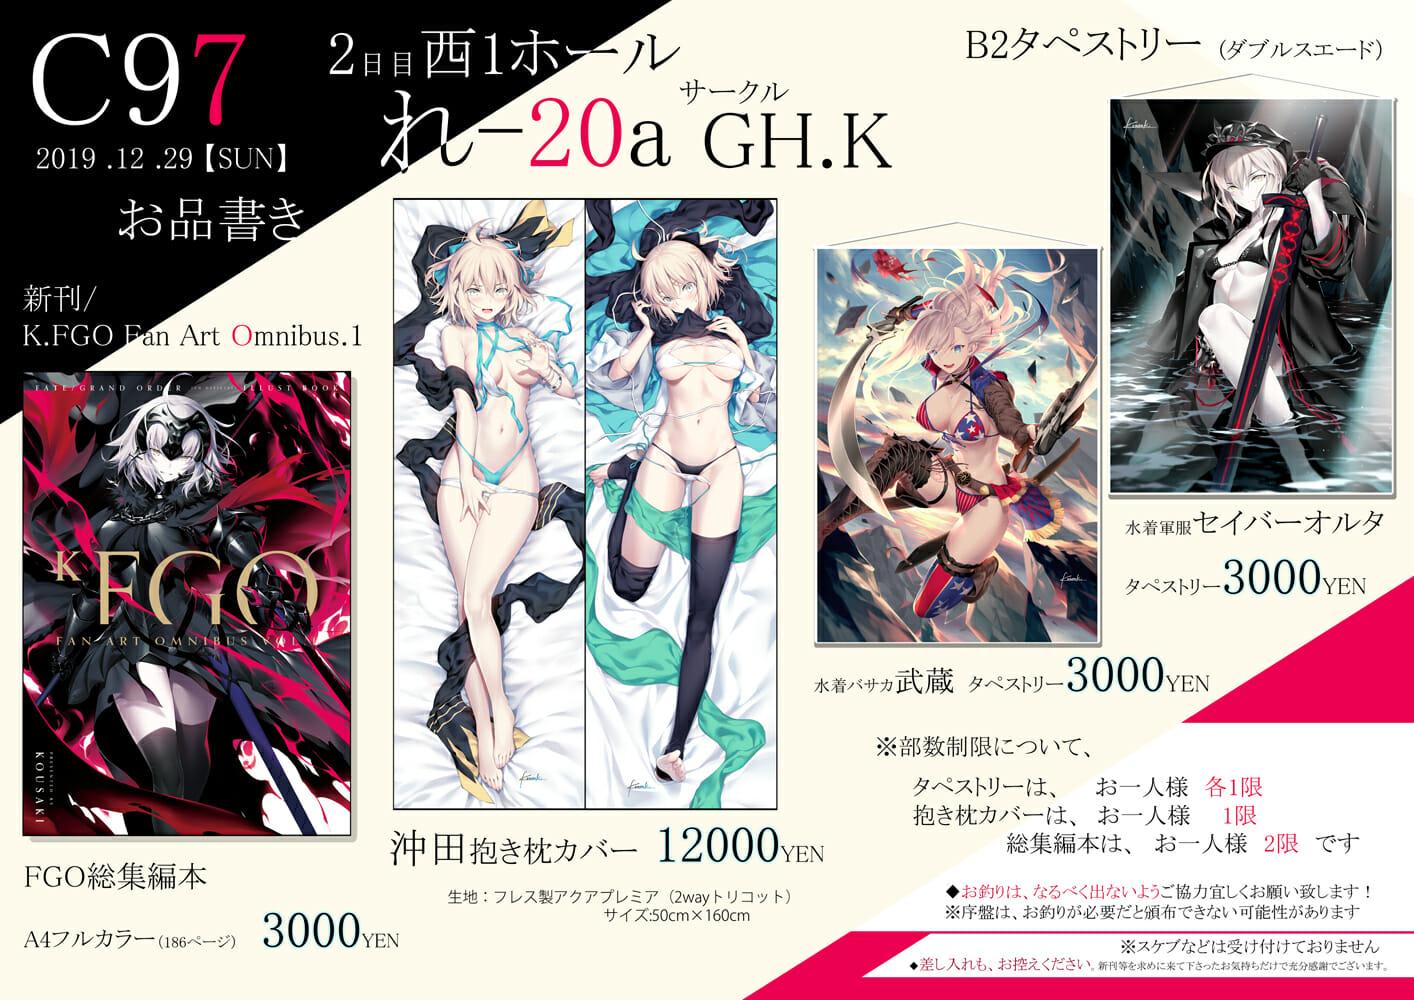 C97
2019 .12 .29【SUN】
お品書き
2日目西1ホール
れ-20a
サークル
GH.K
B2タペストリー（ダブルスエード）
新刊/
K.FGO Fan Art Omnibus.1
FATE/GRAND ORDER
ILLUST BOOK
K
FGO
FAN ART OMNIBUS VOL.1
PRESENTED BY
KOUSAKI
FGO総集編本
A4フルカラー（186ページ） 3000YEN
沖田抱き枕カバー 12000YEN
生地：フレス製アクアプレミア（2wayトリコット）
サイズ:50cm×160cm
水着バサカ武蔵 タペストリー3000YEN
水着軍服セイバーオルタ
タペストリー3000YEN
※部数制限について、
タペストリーは、 お一人様 各1限
抱き枕カバーは、お一人様 1限
総集編本は、お一人様 2限 です
◆お釣りは、なるべく出ないようご協力宜しくお願い致します！
※序盤は、お釣りが必要だと頒布できない可能性があります
※スケブなどは受け付けておりません
◆差し入れも、お控えください。新刊等を求めに来て下さったお気持ちだけで充分感謝でございます。